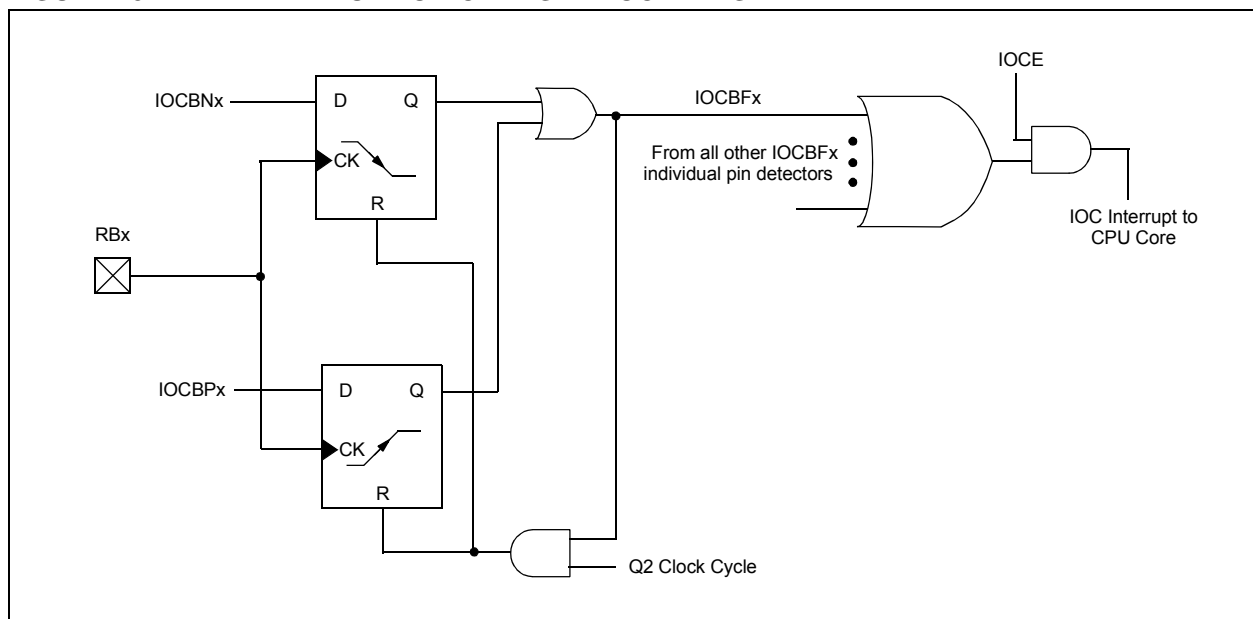 IOCE
IOCBNx
D
Q
IOCBFx
CK
From all other IOCBFx
individual pin detectors
R
IOC Interrupt to
CPU Core
RBx
IOCBPx
D
Q
CK
R
Q2 Clock Cycle